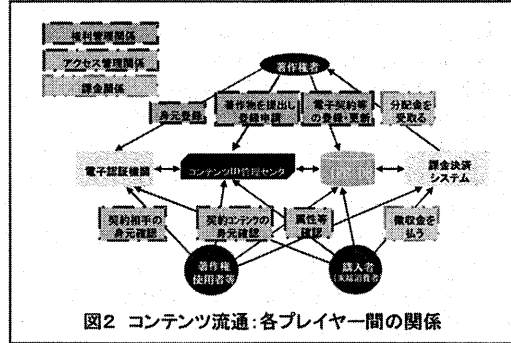 権利管理関係
アクセス管理関係
課金関係
著作権者
身元登録
著作物を提出し
登録申請
電子契約等
の登録・更新
分配金を
受取る
電子認証機関
コンテンツID管理センタ
課金決済
システム
契約相手の
身元確認
契約コンテンツの
身元確認
属性等
確認
徴収金を
払う
著作権
使用者等
購入者
(末端消費者)
図2 コンテンツ流通:各プレイヤー間の関係